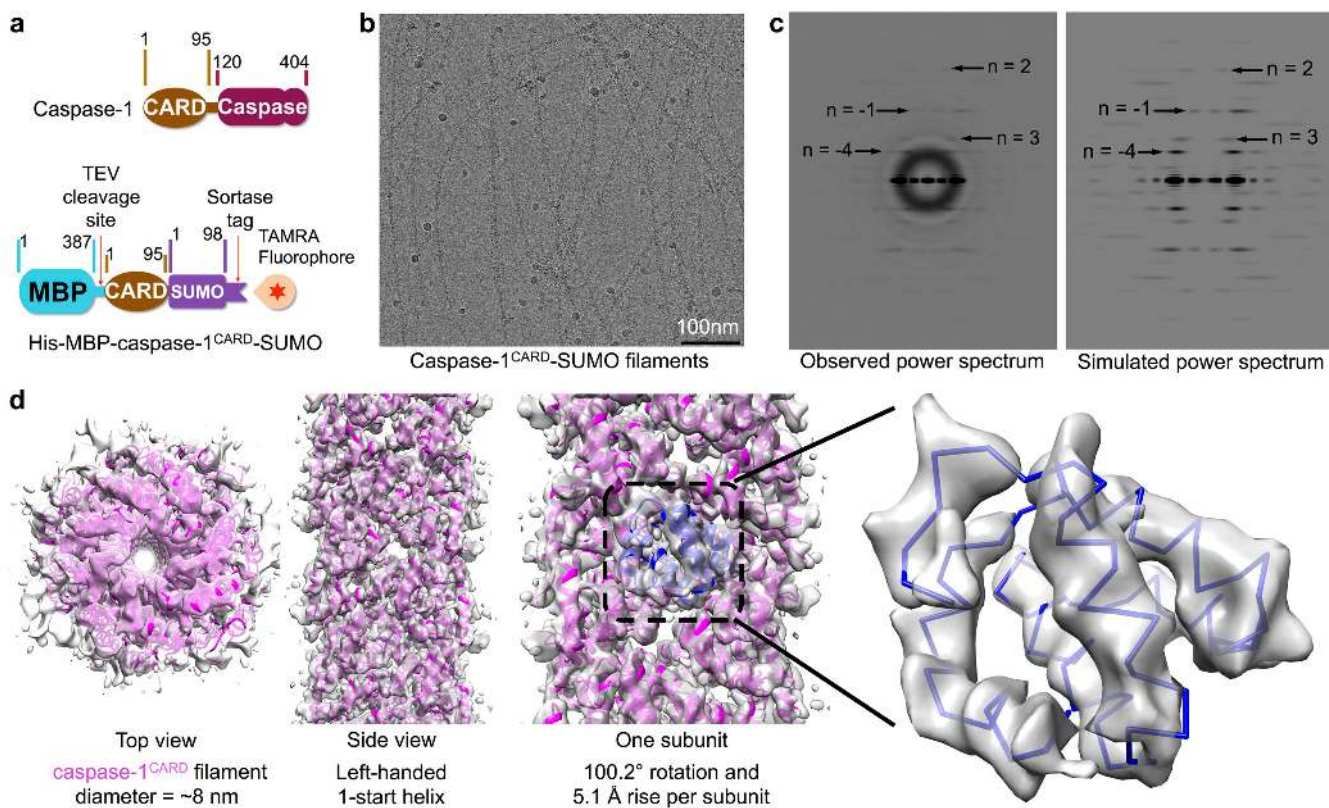 a
1
95
120
404
Caspase-1
CARD
Caspase
TEV
cleavage
site
Sortase
tag
1
387
1
95
1
98
TAMRA
Fluorophore
MBP
CARD
SUMO
His-MBP-caspase-1CARD-SUMO
b
100nm
Caspase-1CARD-SUMO filaments
c
n = 2
n = -1
n = 3
n = -4
Observed power spectrum
n = 2
n = -1
n = 3
n = -4
Simulated power spectrum
d
Top view
caspase-1CARD filament
diameter = ~8 nm
Side view
Left-handed
1-start helix
One subunit
100.2° rotation and
5.1 Å rise per subunit